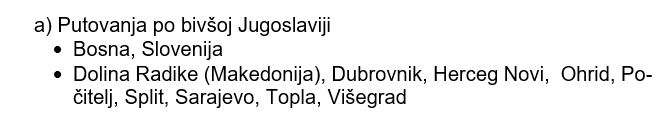 a) Putovanja po bivšoj Jugoslaviji
• Bosna, Slovenija
• Dolina Radike (Makedonija), Dubrovnik, Herceg Novi,  Ohrid, Po-
čitelj, Split, Sarajevo, Topla, Višegrad